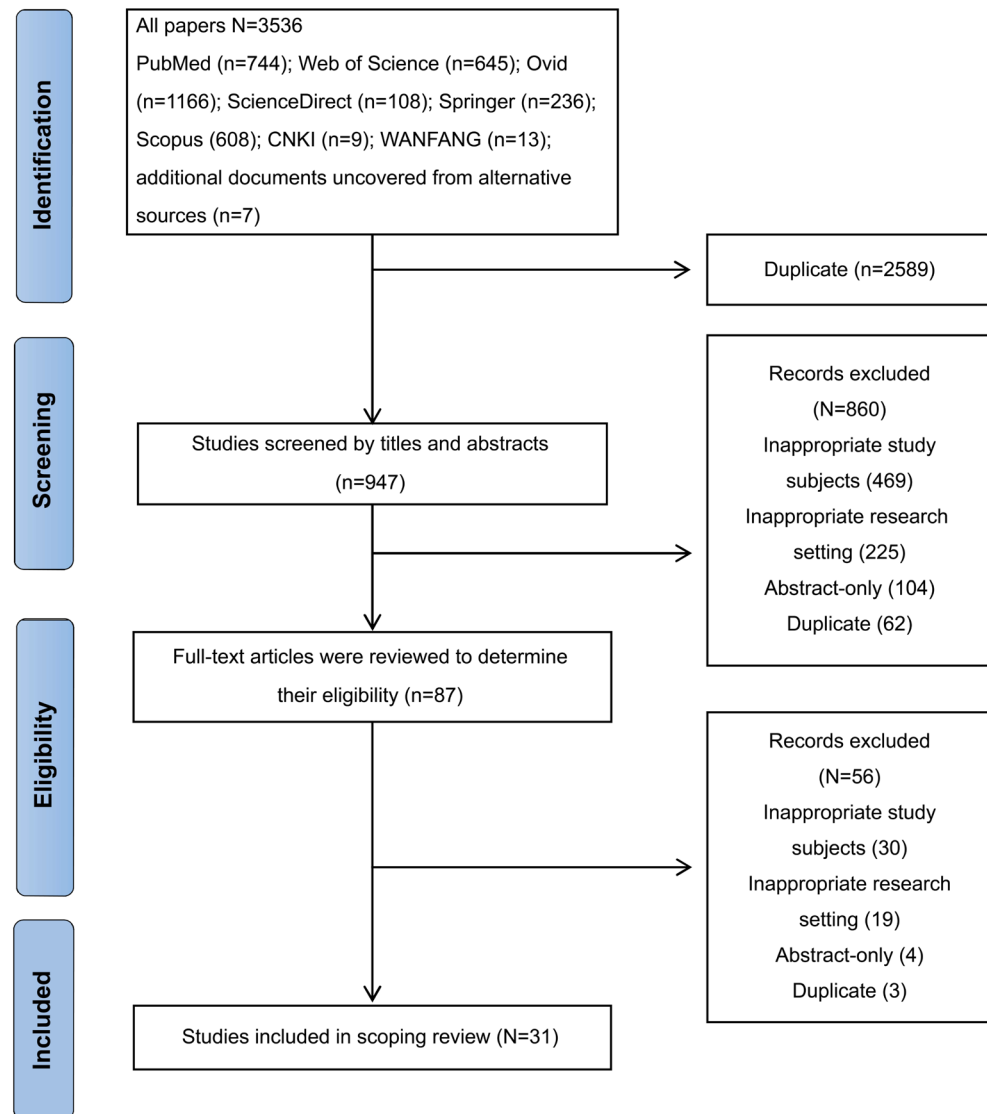 Identification
All papers N=3536
PubMed (n=744); Web of Science (n=645); Ovid
(n=1166); ScienceDirect (n=108); Springer (n=236);
Scopus (608); CNKI (n=9); WANFANG (n=13);
additional documents uncovered from alternative
sources (n=7)
Duplicate (n=2589)
Screening
Studies screened by titles and abstracts
(n=947)
Records excluded
(N=860)
Inappropriate study
subjects (469)
Inappropriate research
setting (225)
Abstract-only (104)
Duplicate (62)
Eligibility
Full-text articles were reviewed to determine
their eligibility (n=87)
Records excluded
(N=56)
Inappropriate study
subjects (30)
Inappropriate research
setting (19)
Abstract-only (4)
Duplicate (3)
Included
Studies included in scoping review (N=31)